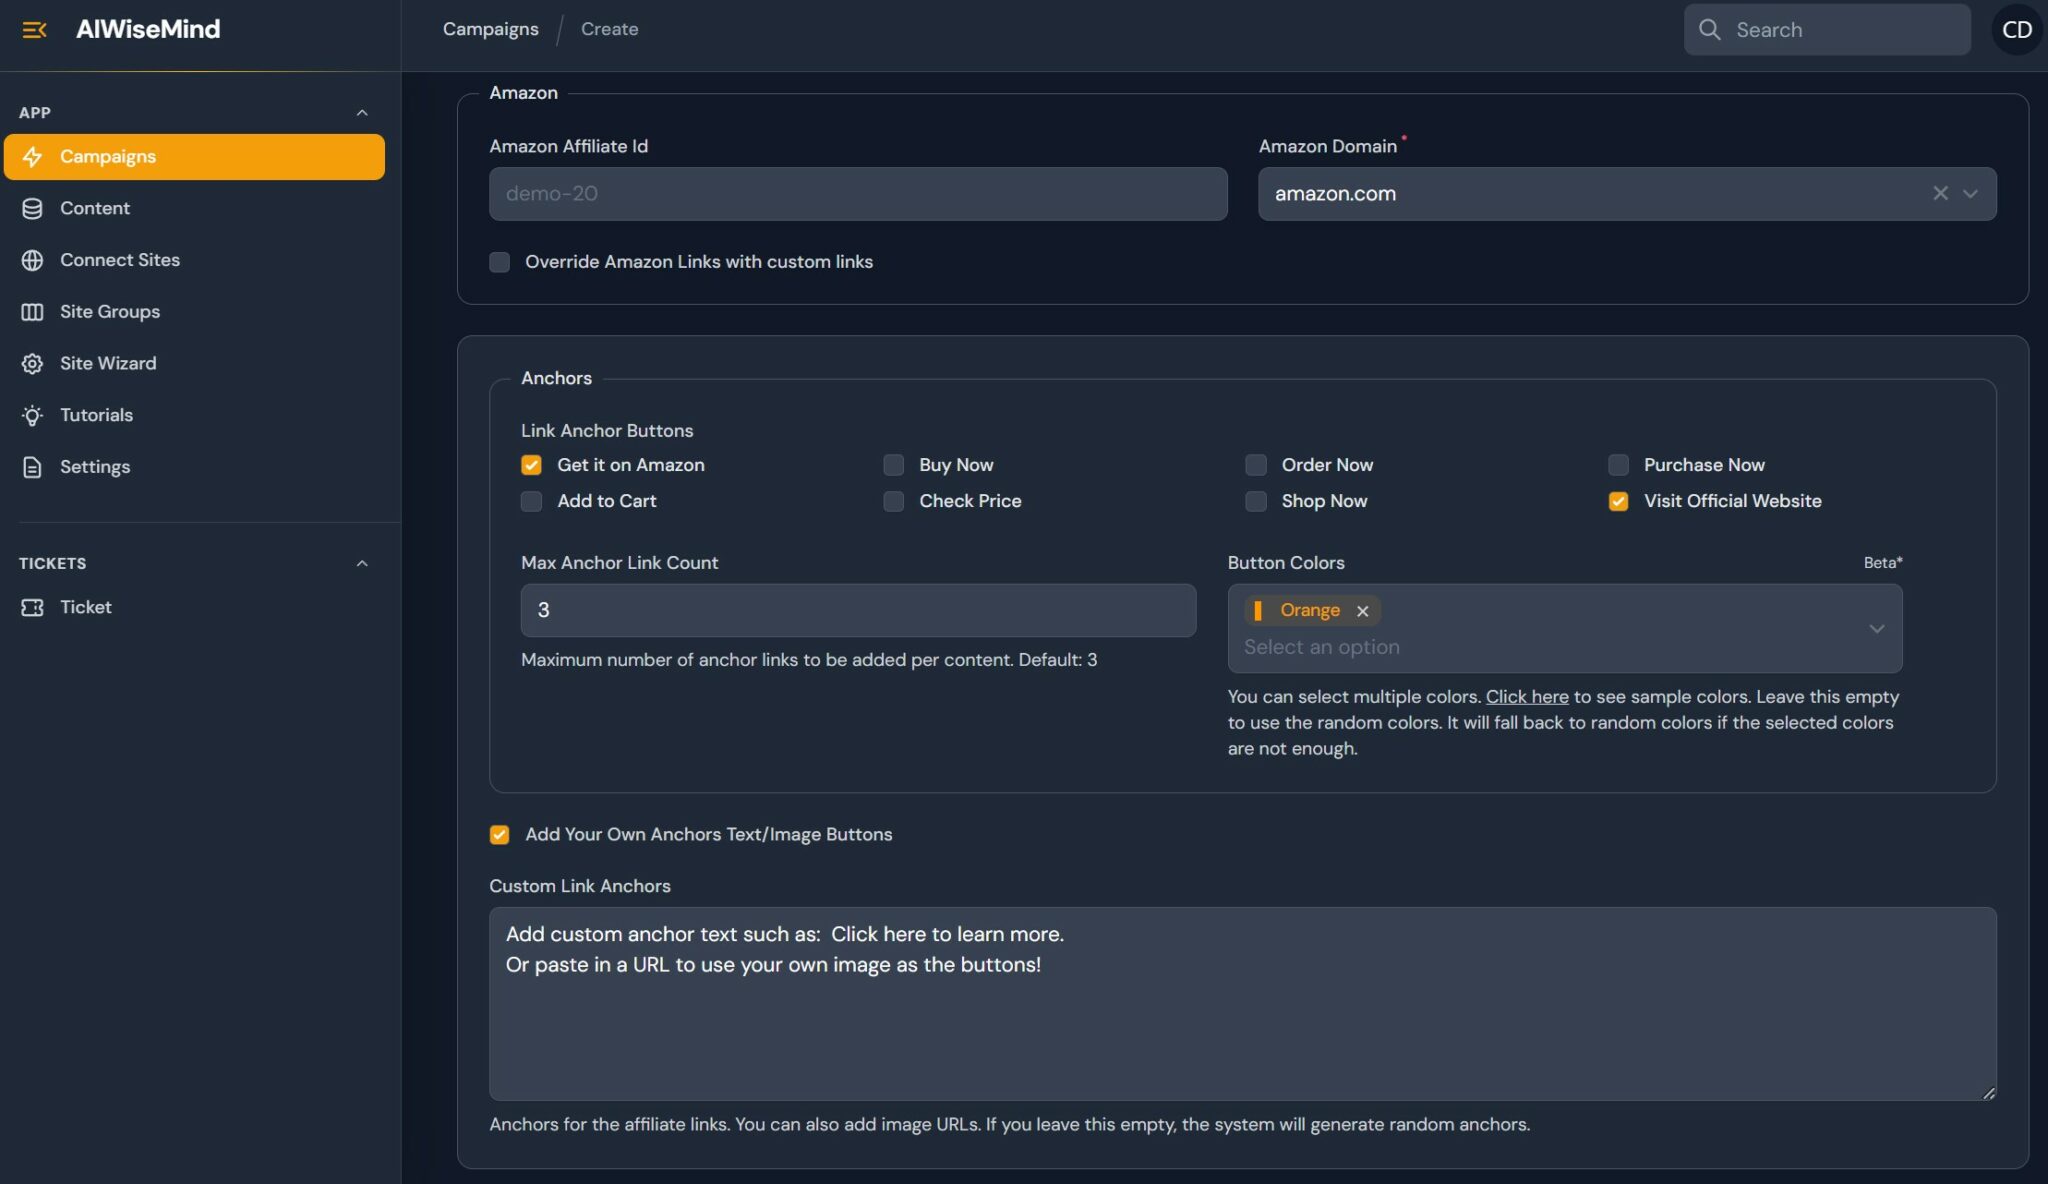 AIWiseMind
Campaigns / Create
Search
CD
APP
Campaigns
Content
Connect Sites
Site Groups
Site Wizard
Tutorials
Settings
TICKETS
Ticket
Amazon
Amazon Affiliate Id
demo-20
Amazon Domain *
amazon.com
Override Amazon Links with custom links
Anchors
Link Anchor Buttons
Get it on Amazon
Buy Now
Order Now
Purchase Now
Add to Cart
Check Price
Shop Now
Visit Official Website
Max Anchor Link Count
3
Maximum number of anchor links to be added per content. Default: 3
Button Colors
Beta*
Orange
Select an option
You can select multiple colors. Click here to see sample colors. Leave this empty
to use the random colors. It will fall back to random colors if the selected colors
are not enough.
Add Your Own Anchors Text/Image Buttons
Custom Link Anchors
Add custom anchor text such as:  Click here to learn more.
Or paste in a URL to use your own image as the buttons!
Anchors for the affiliate links. You can also add image URLs. If you leave this empty, the system will generate random anchors.